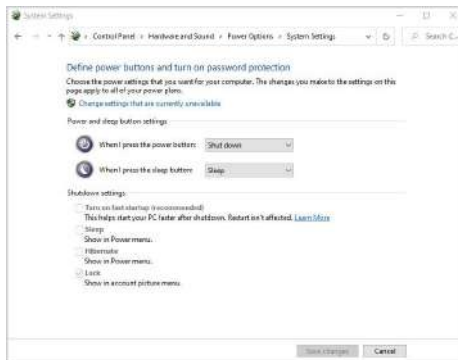 System Settings
Control Panel > Hardware and Sound > Power Options > System Settings
Search C...
Define power buttons and turn on password protection
Choose the power settings that you want for your computer. The changes you make to the settings on this
page apply to all of your power plans.
Change settings that are currently unavailable
Power and sleep button settings
When I press the power button: Shut down
When I press the sleep button: Sleep
Shutdown settings
Turn on fast startup (recommended)
This helps start your PC faster after shutdown. Restart isn't affected. Learn More
Sleep
Show in Power menu.
Hibernate
Show in Power menu.
Lock
Show in account picture menu.
Save changes Cancel